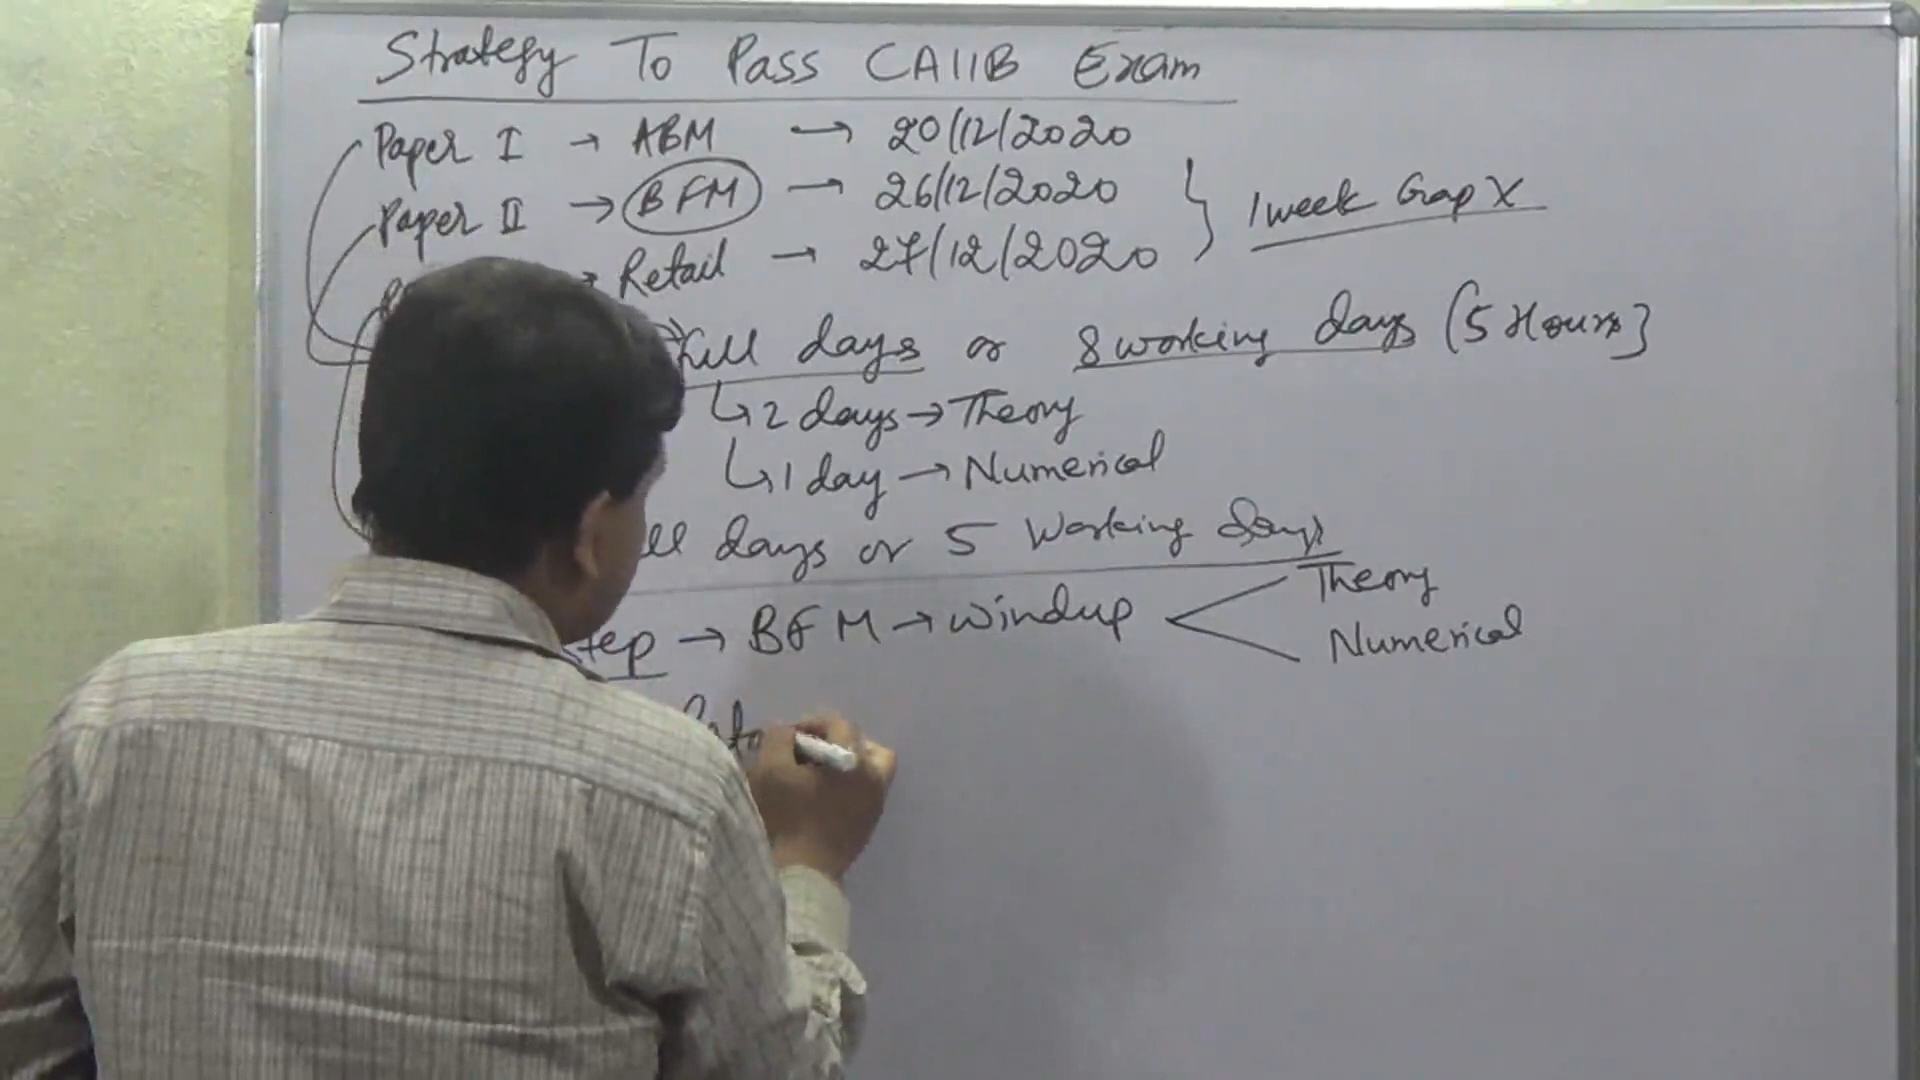 Strategy To Pass CAIIB Exam
Paper I → ABM → 20/12/2020
Paper II → BFM → 26/12/2020
Retail → 27/12/2020
1 week Gap X
full days or 8 working days (5 Hours)
↳ 2 days → Theory
↳ 1 day → Numerical
days or 5 Working days
→ BFM → windup
Theory
Numerical